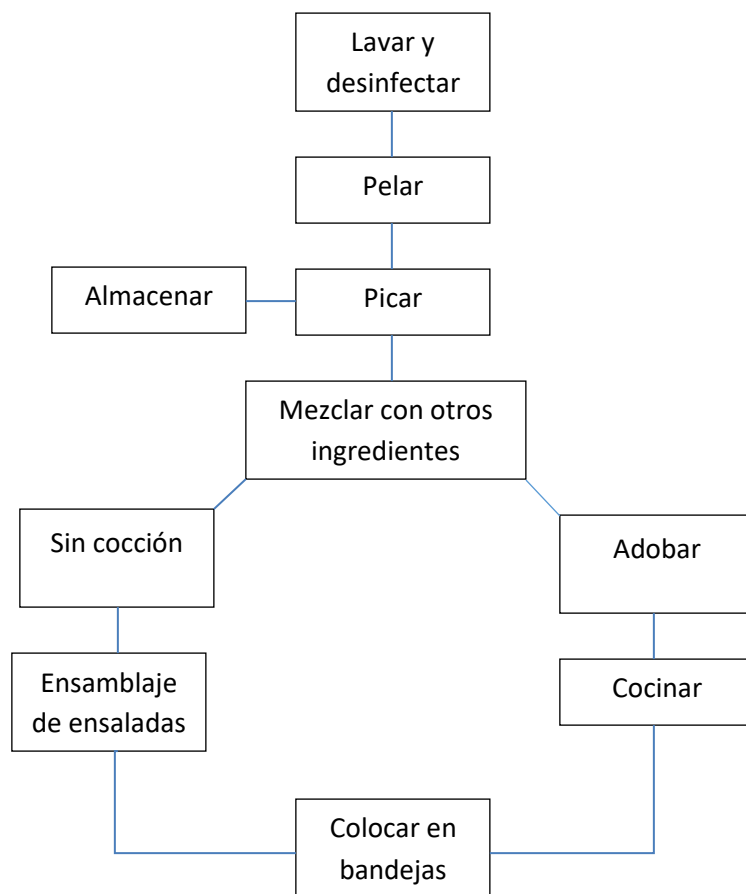 Lavar y
desinfectar
Pelar
Almacenar
Picar
Mezclar con otros
ingredientes
Sin cocción
Adobar
Ensamblaje
de ensaladas
Cocinar
Colocar en
bandejas